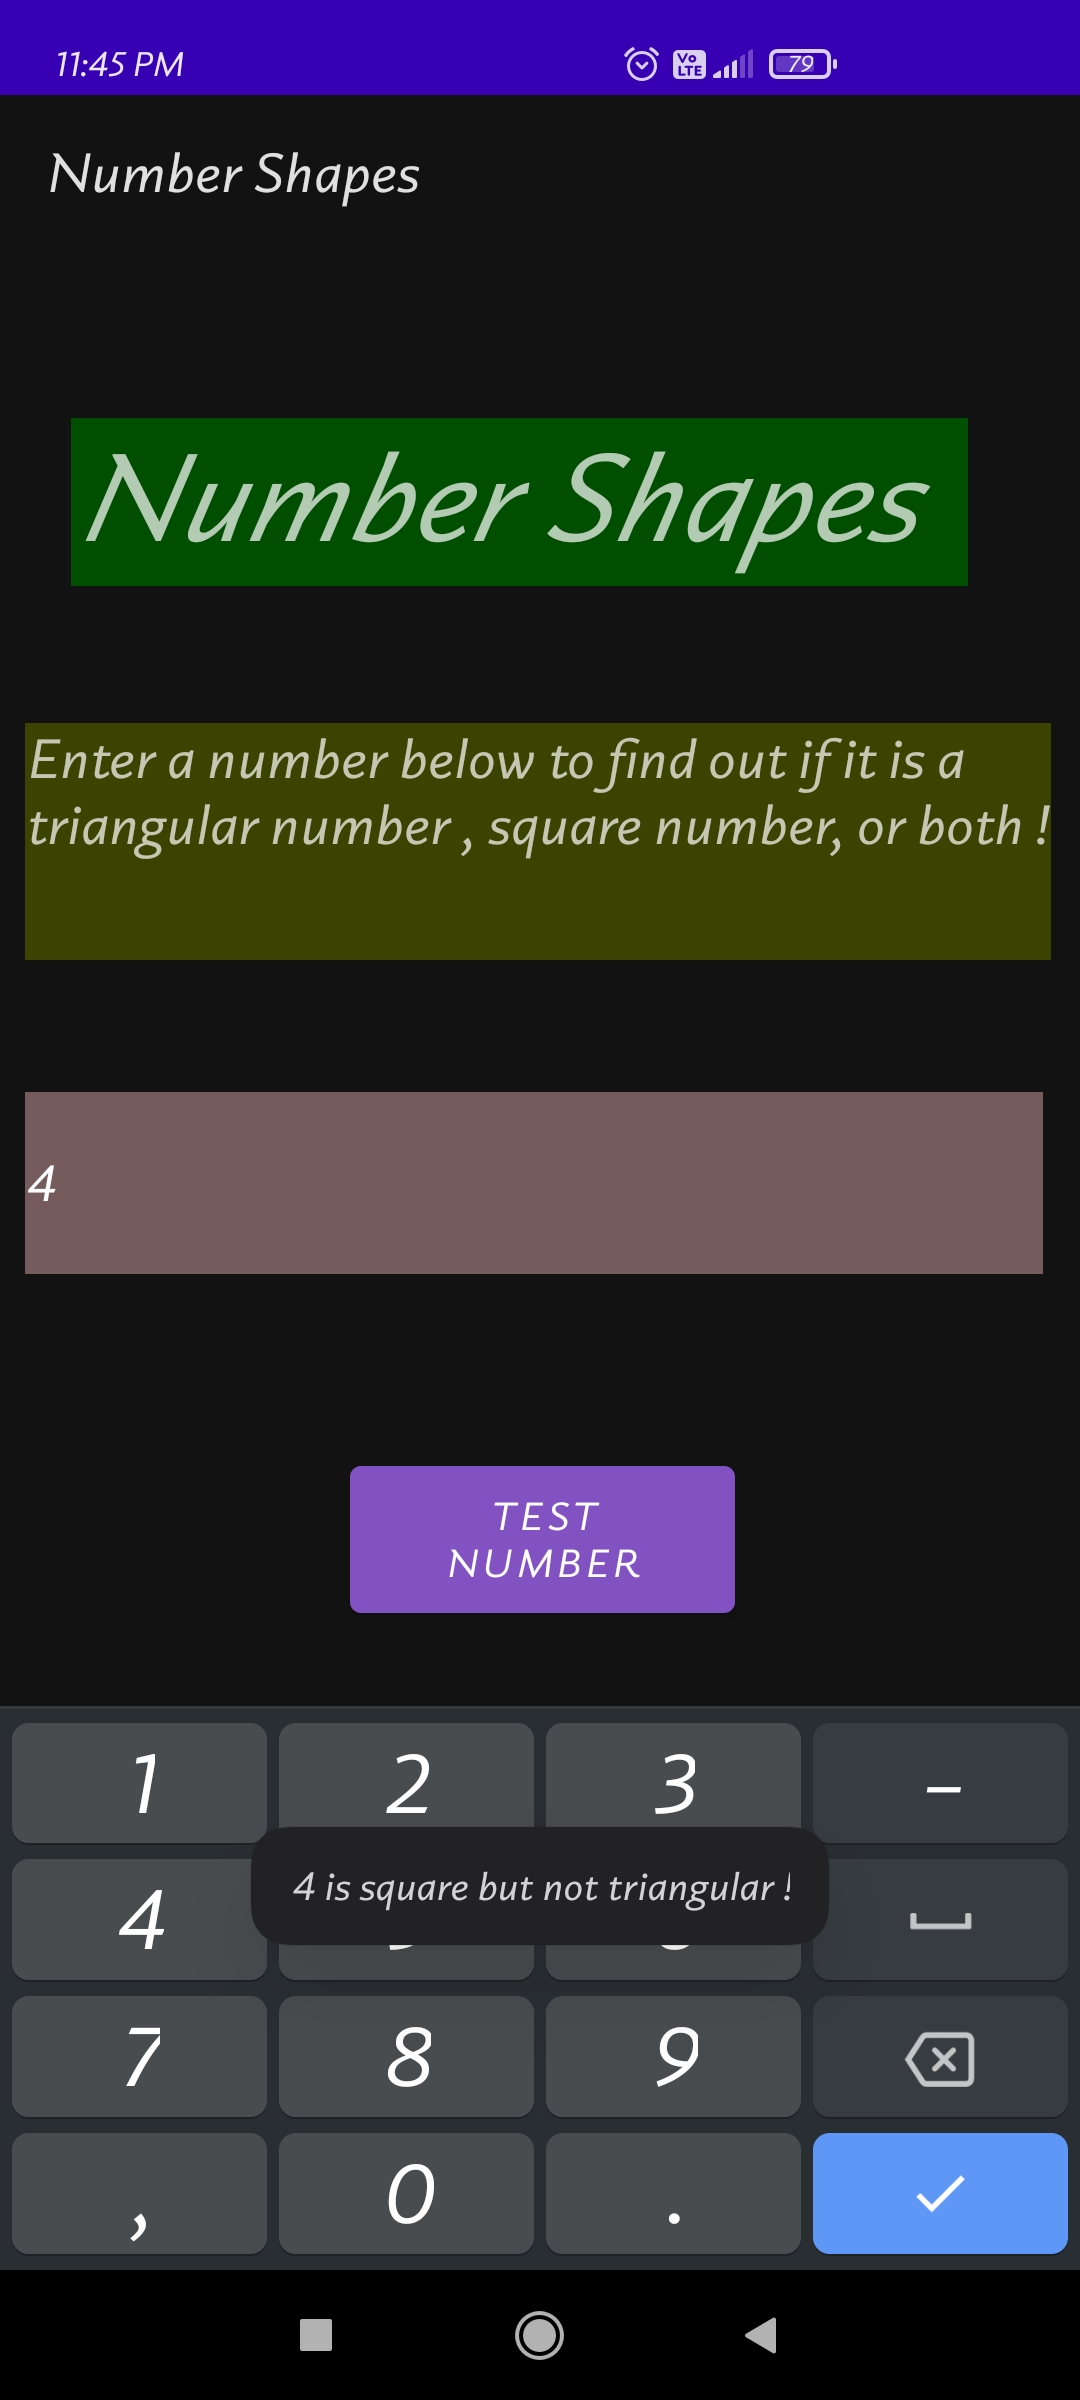 11:45 PM Vo LTE 79
Number Shapes
Number Shapes
Enter a number below to find out if it is a
triangular number , square number, or both !
4
TEST
NUMBER
1 2 3 –
4
4 is square but not triangular !
7 8 9
, 0 .